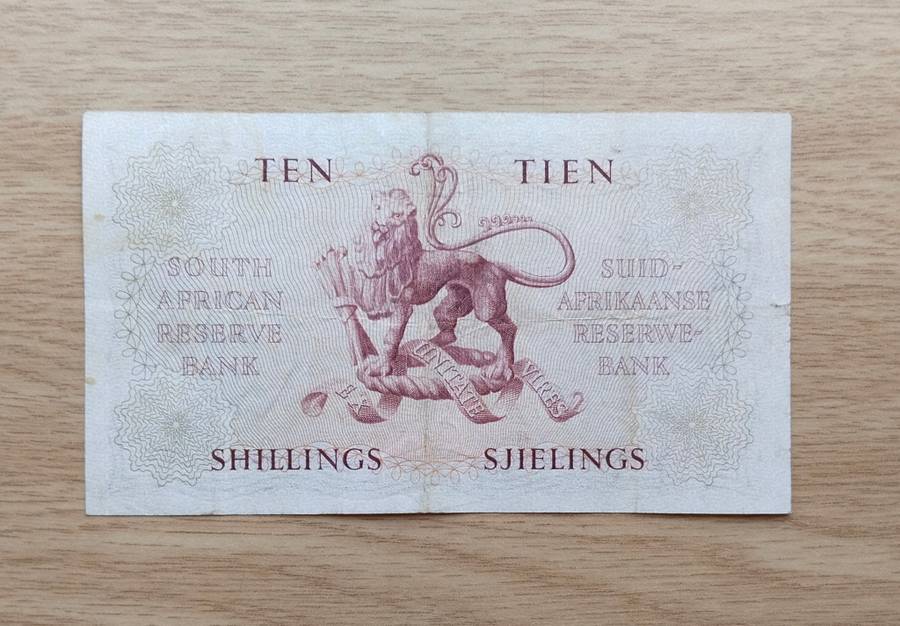 TEN TIEN
SOUTH
AFRICAN
RESERVE
BANK
SUID-
AFRIKAANSE
RESERWE-
BANK
EX UNITATE VIRES
SHILLINGS SJIELINGS